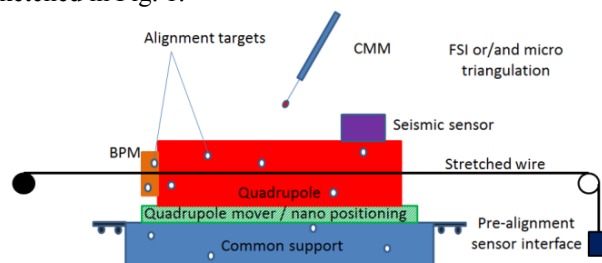 ketched in Fig. 1.
Alignment targets
CMM
FSI or/and micro
triangulation
Seismic sensor
BPM
Stretched wire
Quadrupole
Quadrupole mover / nano positioning
Pre-alignment
sensor interface
Common support